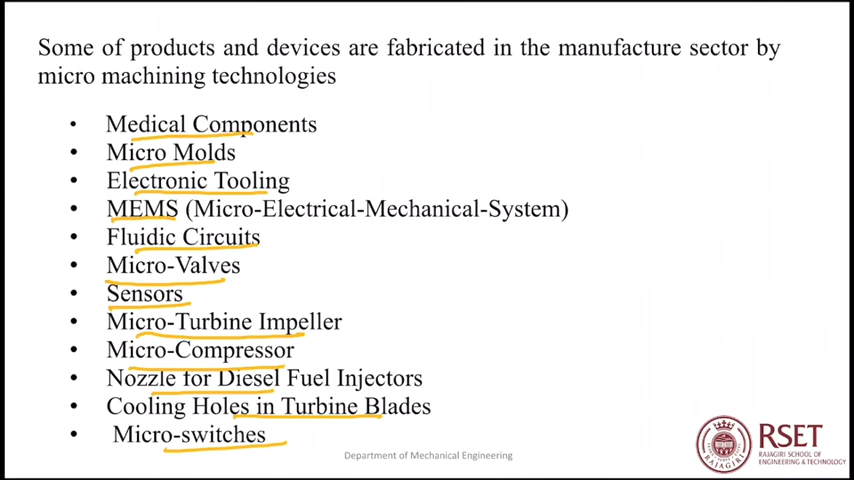 Some of products and devices are fabricated in the manufacture sector by
micro machining technologies
• Medical Components
• Micro Molds
• Electronic Tooling
• MEMS (Micro-Electrical-Mechanical-System)
• Fluidic Circuits
• Micro-Valves
• Sensors
• Micro-Turbine Impeller
• Micro-Compressor
• Nozzle for Diesel Fuel Injectors
• Cooling Holes in Turbine Blades
• Micro-switches
Department of Mechanical Engineering
RAJAGIRI
RSET
RAJAGIRI SCHOOL OF
ENGINEERING & TECHNOLOGY